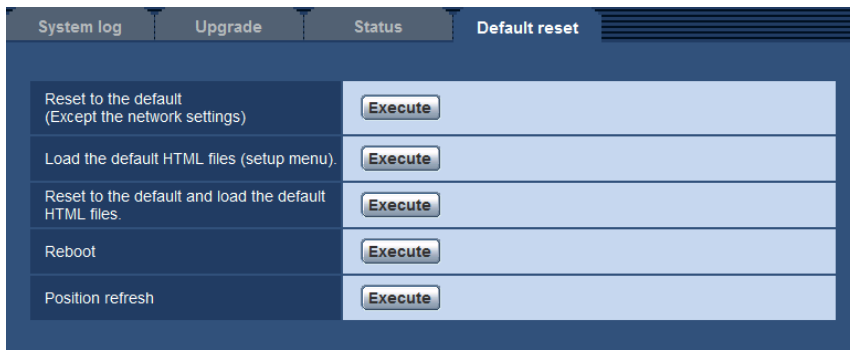 System log
Upgrade
Status
Default reset
Reset to the default
(Except the network settings)
Execute
Load the default HTML files (setup menu).
Execute
Reset to the default and load the default
HTML files.
Execute
Reboot
Execute
Position refresh
Execute